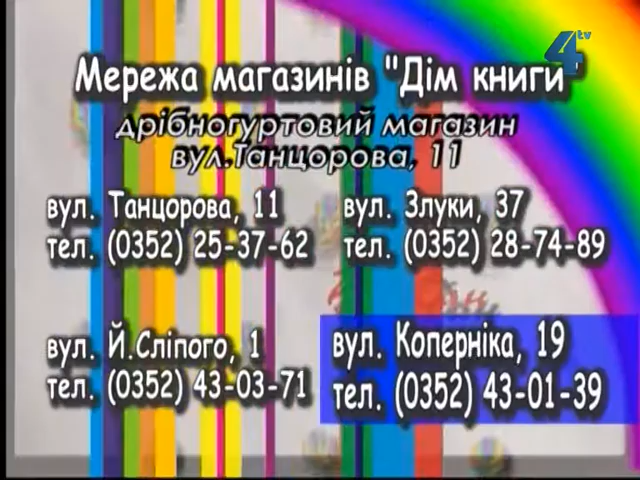 4tv
Мережа магазинів "Дім книги"
дрібногуртовий магазин
вул.Танцорова, 11
вул. Танцорова, 11
тел. (0352) 25-37-62
вул. Злуки, 37
тел. (0352) 28-74-89
вул. Й.Сліпого, 1
тел. (0352) 43-03-71
вул. Коперніка, 19
тел. (0352) 43-01-39